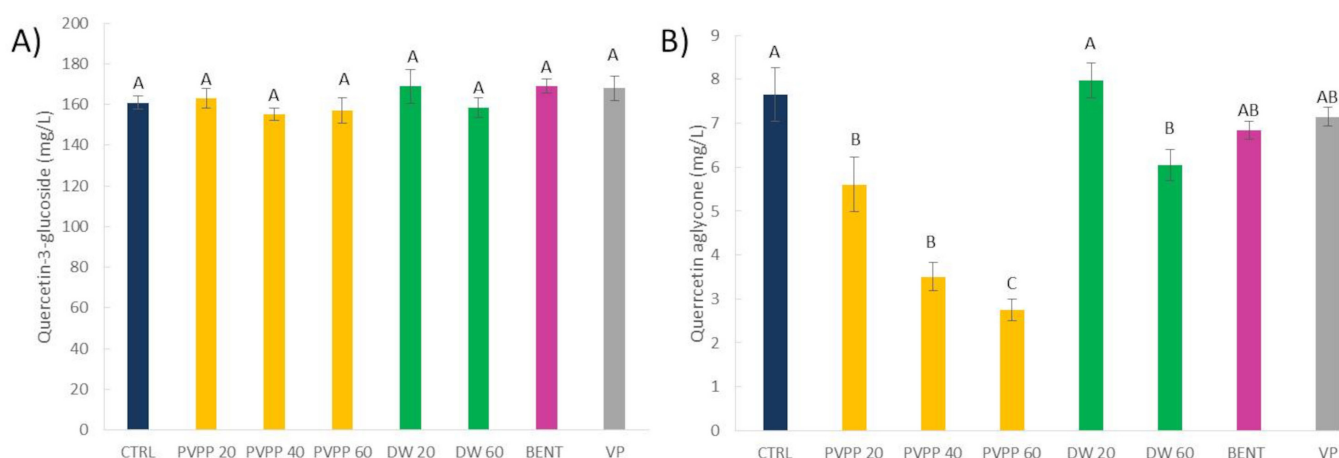 A)
Quercetin-3-glucoside (mg/L)
200
180
160
140
120
100
80
60
40
20
0
A A A A A A A A
CTRL PVPP 20 PVPP 40 PVPP 60 DW 20 DW 60 BENT VP
B)
Querrcetin aglycone (mg/L)
9
8
7
6
5
4
3
2
1
0
A B B C A B AB AB
CTRL PVPP 20 PVPP 40 PVPP 60 DW 20 DW 60 BENT VP